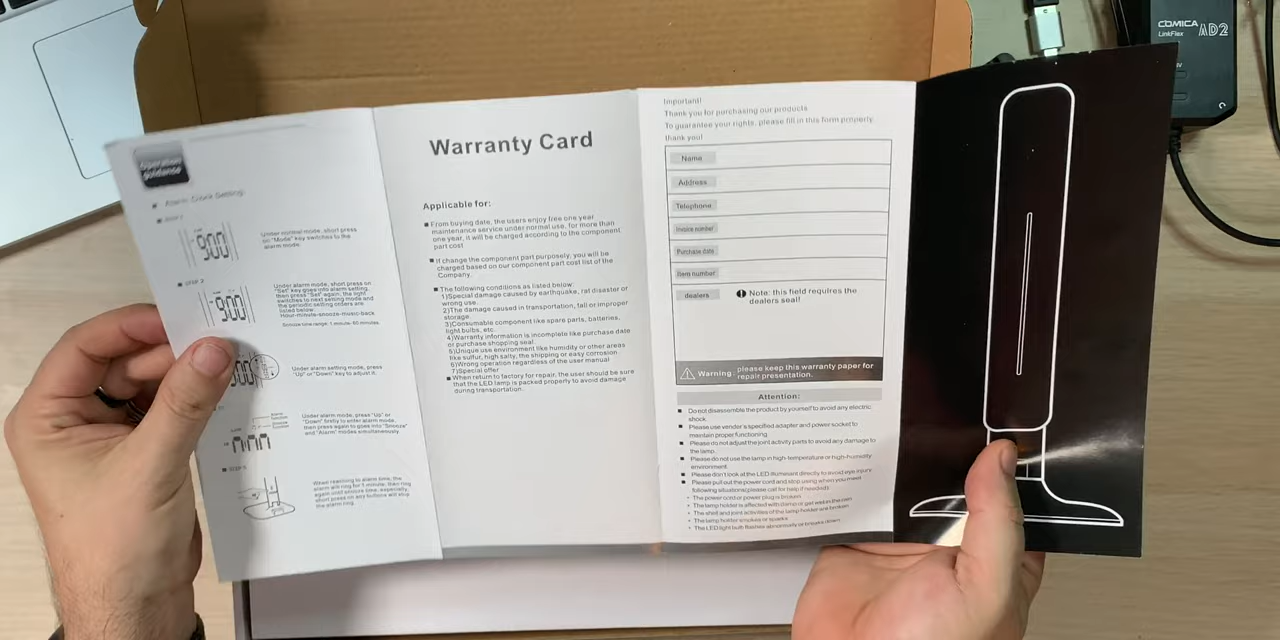 COMICA
LinkFlex AD2
Operation
guidance
Alarm Clock Setting:
STEP 1
900
Under normal mode, short press
on "Mode" key switches to the
alarm mode.
STEP 2
900
Under alarm mode, short press on
"Set" key goes into alarm setting,
then press "Set" again, the light
switches to next setting mode and
the periodic setting orders are
listed below:
Hour-minute-snooze-music-back
Snooze time range: 1 minute-60 minutes.
900
Under alarm setting mode, press
"Up" or "Down" key to adjust it.
Under alarm mode, press "Up" or
"Down" firstly to enter alarm mode,
then press again to goes into "Snooze"
and "Alarm" modes simultaneously.
STEP 5
When reaching to alarm time, the
alarm will ring for 1 minute, then ring
again until snooze time, especially,
short press on any buttons will stop
the alarm ring.
Warranty Card
Applicable for:
From buying date, the users enjoy free one year
maintenance service under normal use, for more than
one year, it will be charged according to the component
part cost
If change the component part purposely, you will be
charged based on our component part cost list of the
Company.
The following conditions as listed below:
1)Special damage caused by earthquake, rat disaster or
wrong use.
2)The damage caused in transportation, fall or improper
storage.
3)Consumable component like spare parts, batteries,
light bulbs, etc.
4)Warranty information is incomplete like purchase date
or purchase shopping seal.
5)Unique use environment like humidity or other areas
like sulfur, high salty, the shipping or easy corrosion.
6)Wrong operation regardless of the user manual
7)Special offer
When return to factory for repair, the user should be sure
that the LED lamp is packed properly to avoid damage
during transportation.
Important!
Thank you for purchasing our products
To guarantee your rights, please fill in this form properly,
thank you!
Name
Address
Telephone
Invoice number
Purchase date
Item number
dealers
Note: this field requires the
dealers seal!
Warning
please keep this warranty paper for
repair presentation.
Attention:
Do not disassemble the product by yourself to avoid any electric
shock.
Please use vender's specified adapter and power socket to
maintain proper functioning
Please do not adjust the joint activity parts to avoid any damage to
the lamp.
Please do not use the lamp in high-temperature or high-humidity
environment.
Please don't look at the LED illuminant directly to avoid eye injury
Please pull out the power cord and stop using when you meet
following situations(please call for help if needed):
The power cord or power plug is broken
The lamp holder is affected with damp or get wet in the rain
The shell and joint activities of the lamp holder are broken
The lamp holder smokes or sparks
The LED light bulb flashes abnormally or breaks down